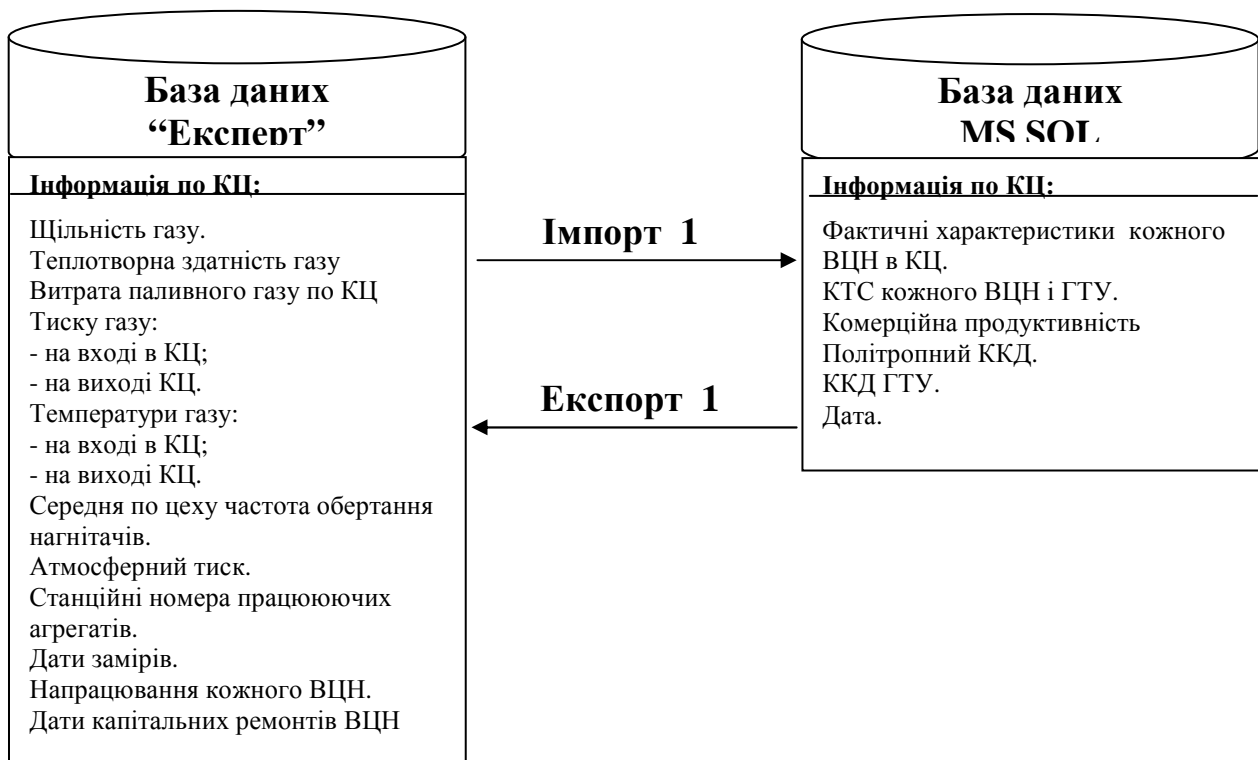 База даних
“Експерт”
Інформація по КЦ:
Щільність газу.
Теплотворна здатність газу
Витрата паливного газу по КЦ
Тиску газу:
- на вході в КЦ;
- на виході КЦ.
Температури газу:
- на вході в КЦ;
- на виході КЦ.
Середня по цеху частота обертання
нагнітачів.
Атмосферний тиск.
Станційні номера працююючих
агрегатів.
Дати замірів.
Напрацювання кожного ВЦН.
Дати капітальних ремонтів ВЦН
Імпорт 1
Експорт 1
База даних
MS SQL
Інформація по КЦ:
Фактичні характеристики кожного
ВЦН в КЦ.
КТС кожного ВЦН і ГТУ.
Комерційна продуктивність
Політропний ККД.
ККД ГТУ.
Дата.